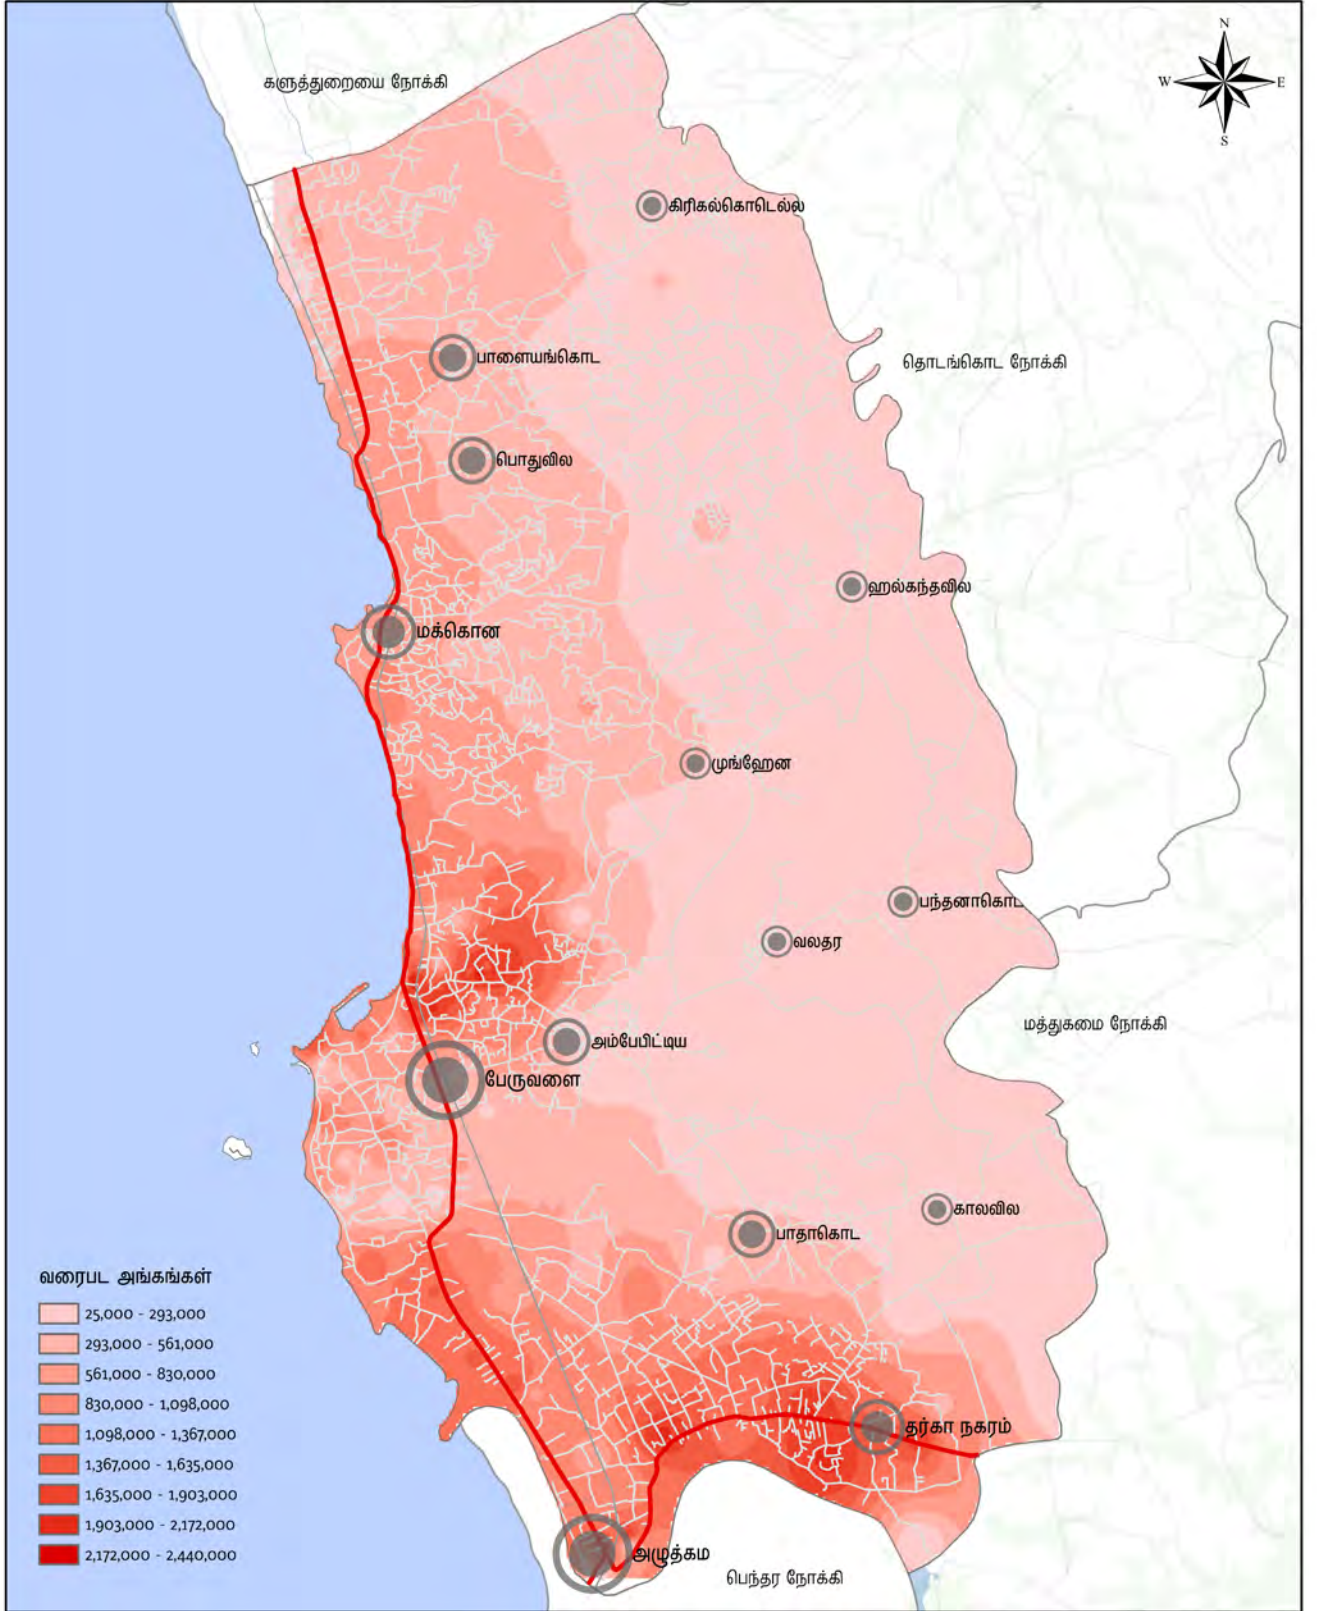 N
W
E
S
களுத்துறையை நோக்கி
கிரிகல்கொடெல்ல
பாளையங்கொட
தொடங்கொட நோக்கி
பொதுவில
ஹல்கந்தவில
மக்கொன
முங்ஹேன
பந்தனாகொட
வலதர
மத்துகமை நோக்கி
அம்பேபிட்டிய
பேருவளை
காலவில
பாதாகொட
வரைபட அங்கங்கள்
25,000 - 293,000
293,000 - 561,000
561,000 - 830,000
830,000 - 1,098,000
1,098,000 - 1,367,000
1,367,000 - 1,635,000
1,635,000 - 1,903,000
1,903,000 - 2,172,000
2,172,000 - 2,440,000
தர்கா நகரம்
அழுத்கம
பெந்தர நோக்கி